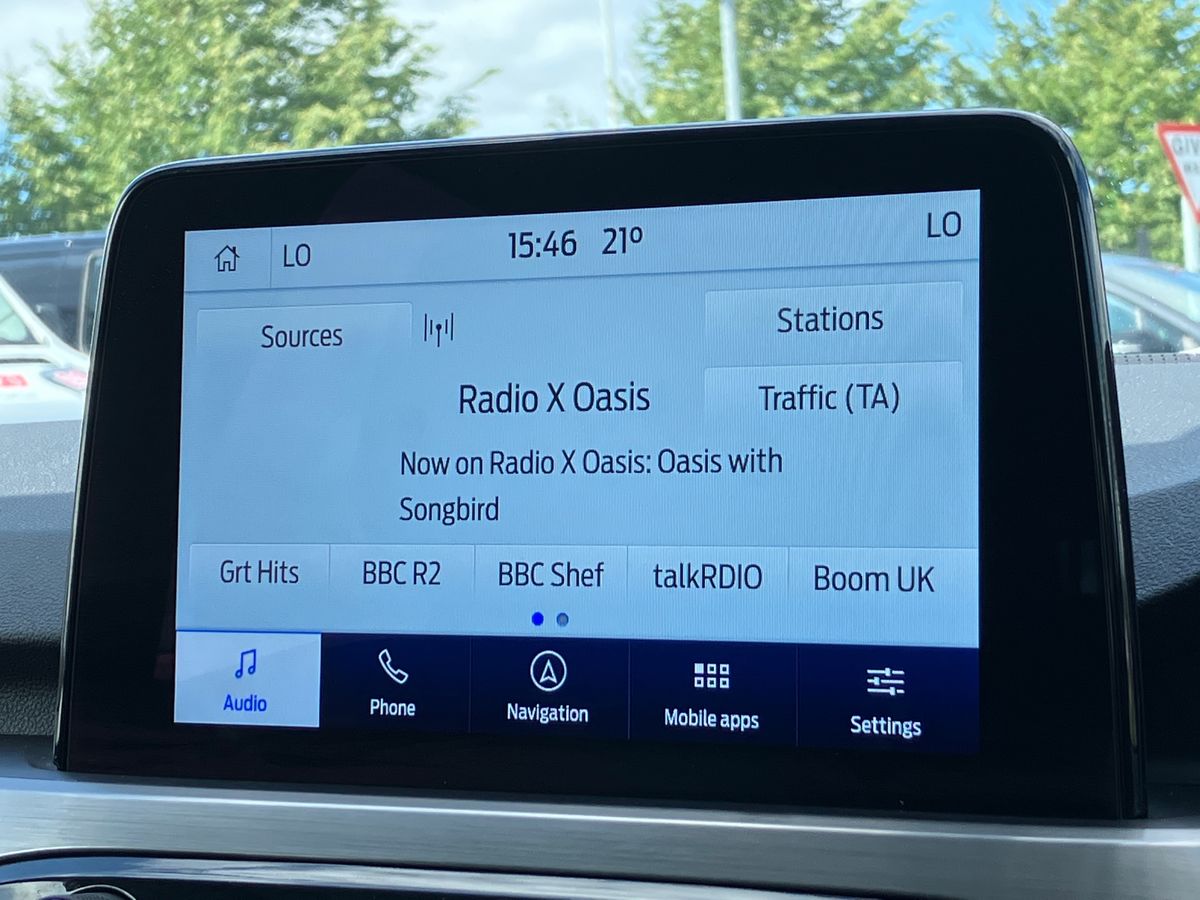 LO 15:46 21º LO
Sources Stations
Radio X Oasis Traffic (TA)
Now on Radio X Oasis: Oasis with
Songbird
Grt Hits BBC R2 BBC Shef talkRDIO Boom UK
Audio Phone Navigation Mobile apps Settings